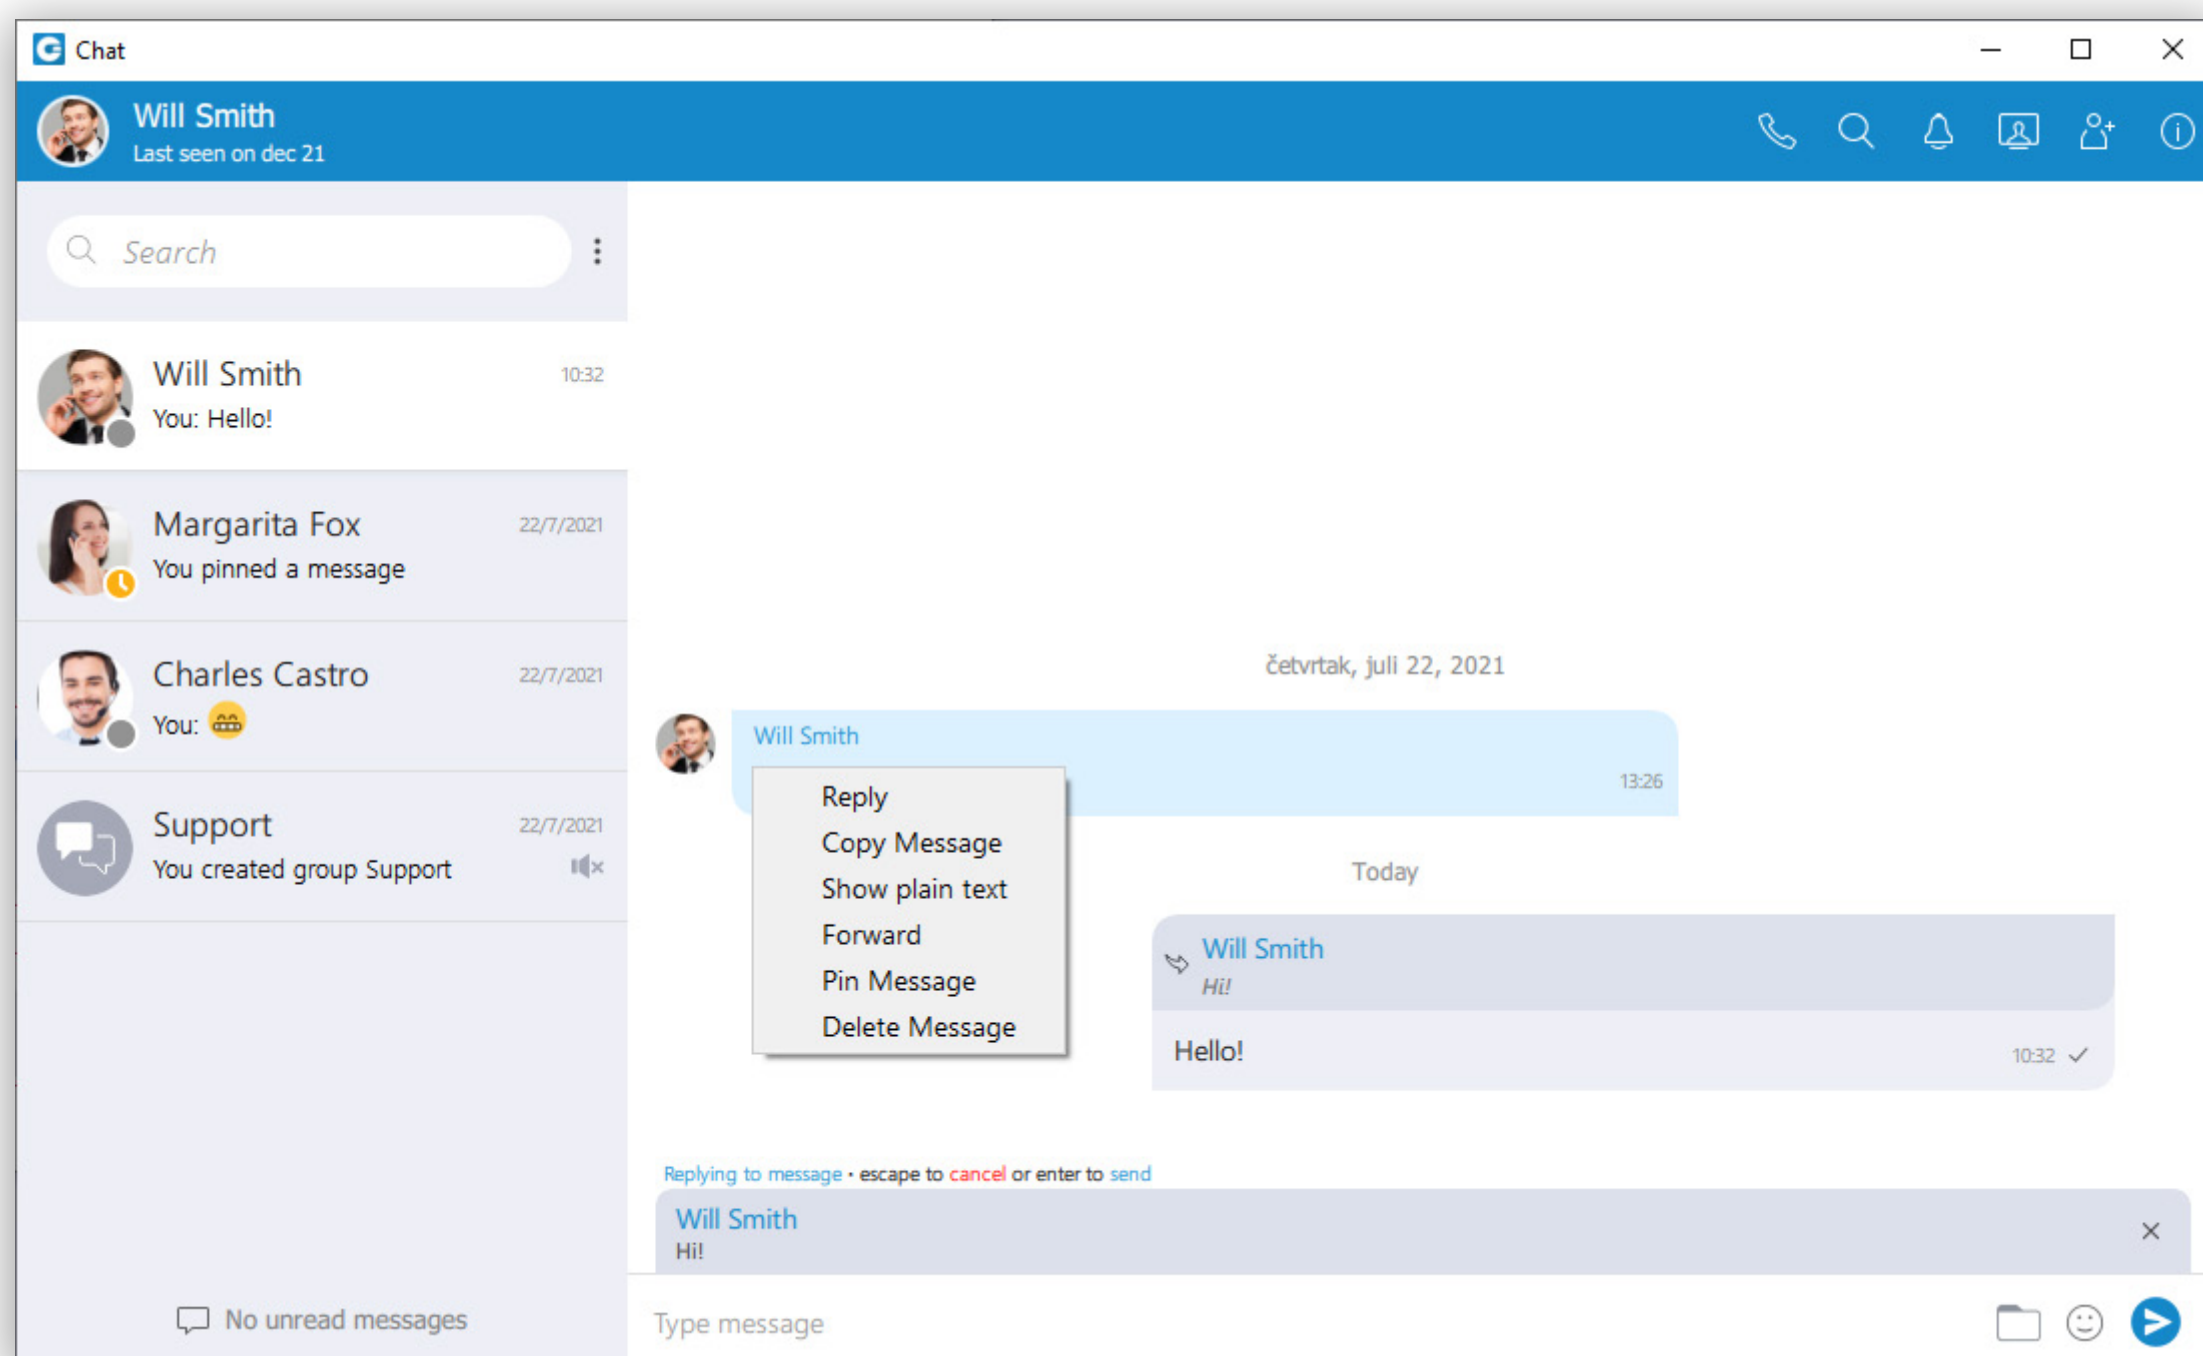 Chat
Will Smith
Last seen on dec 21
Search
Will Smith 10:32
You: Hello!
Margarita Fox 22/7/2021
You pinned a message
Charles Castro 22/7/2021
You:
Support 22/7/2021
You created group Support
No unread messages
četvrtak, juli 22, 2021
Will Smith
13:26
Reply
Copy Message
Show plain text
Forward
Pin Message
Delete Message
Today
Will Smith
Hi!
Hello!
10:32
Replying to message · escape to cancel or enter to send
Will Smith
Hi!
Type message